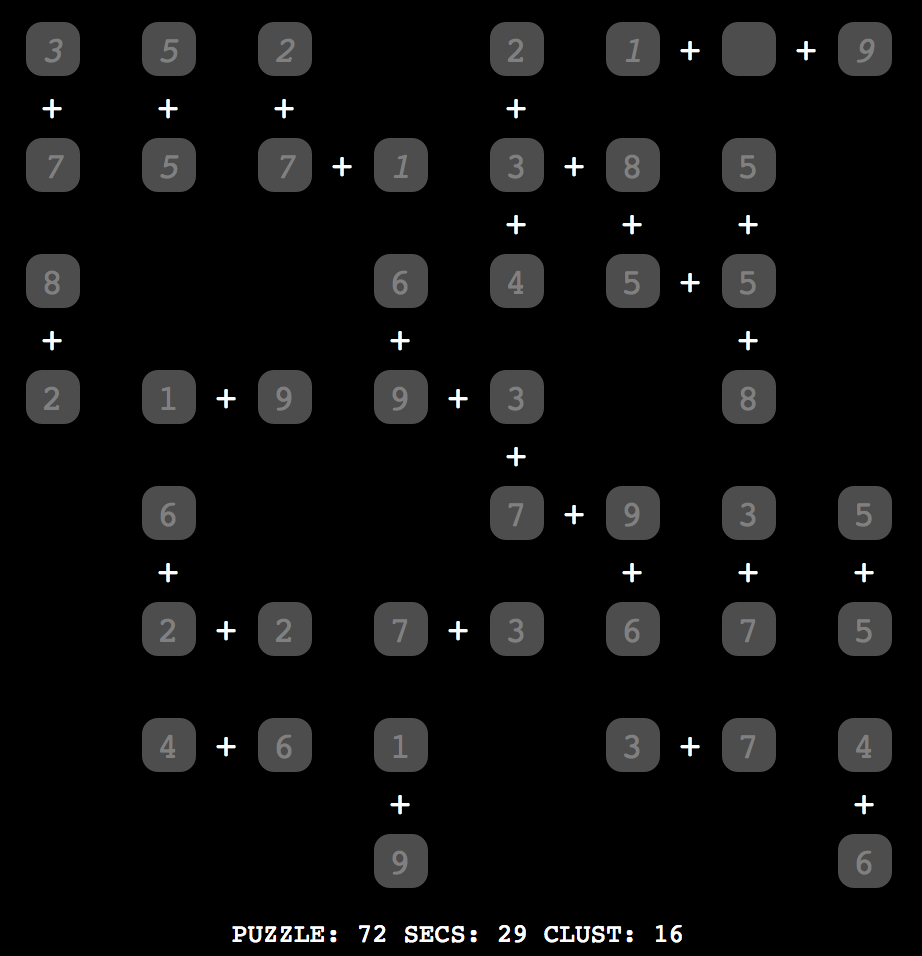 3 5 2 2 1 + + 9
+ + + +
7 5 7 + 1 3 + 8 5
+ + +
8 6 4 5 + 5
+ + +
2 1 + 9 9 + 3 8
+
6 7 + 9 3 5
+ + + +
2 + 2 7 + 3 6 7 5
4 + 6 1 3 + 7 4
+ +
9 6
PUZZLE: 72 SECS: 29 CLUST: 16